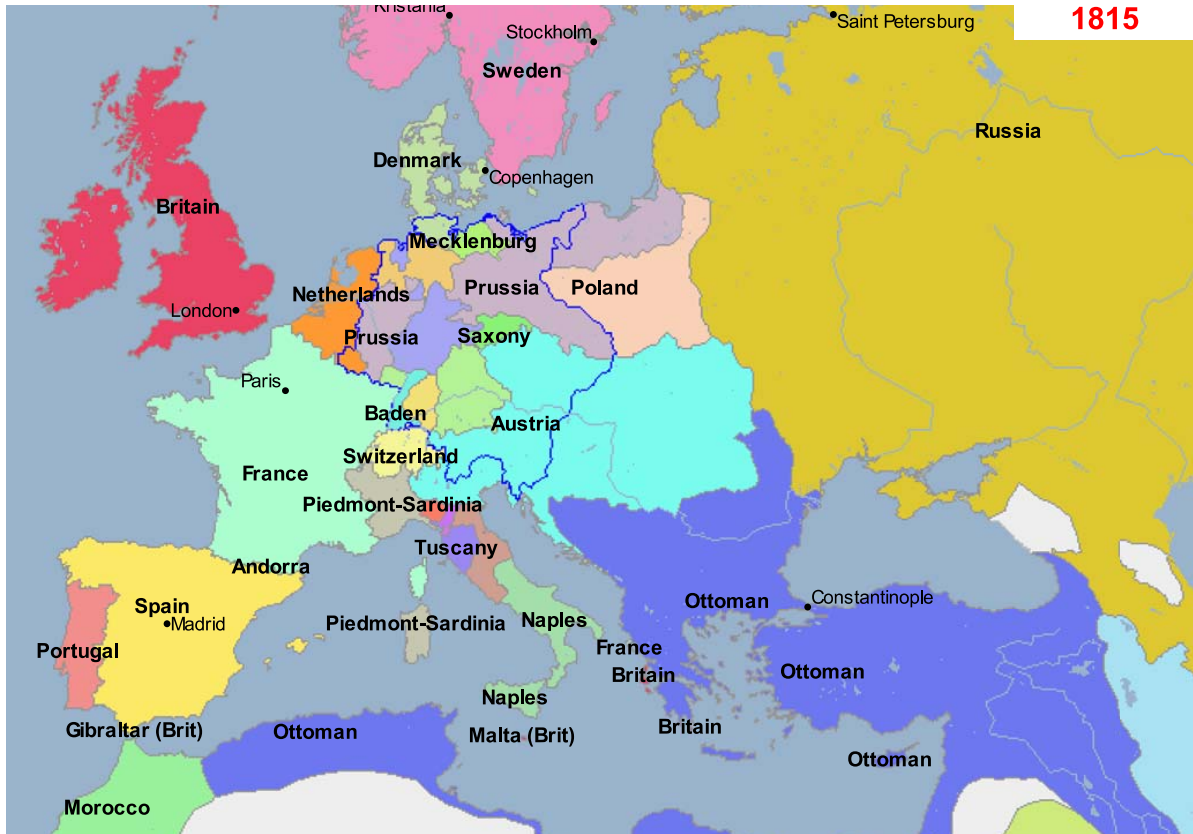 Kristania
1815
Saint Petersburg
Stockholm
Sweden
Russia
Denmark
Copenhagen
Britain
Mecklenburg
Netherlands
Prussia
Poland
London
Prussia
Saxony
Paris
Baden
Austria
Switzerland
France
Piedmont-Sardinia
Tuscany
Andorra
Constantinople
Ottoman
Spain
Madrid
Piedmont-Sardinia
Naples
Portugal
France
Britain
Ottoman
Naples
Gibraltar (Brit)
Ottoman
Malta (Brit)
Britain
Ottoman
Morocco